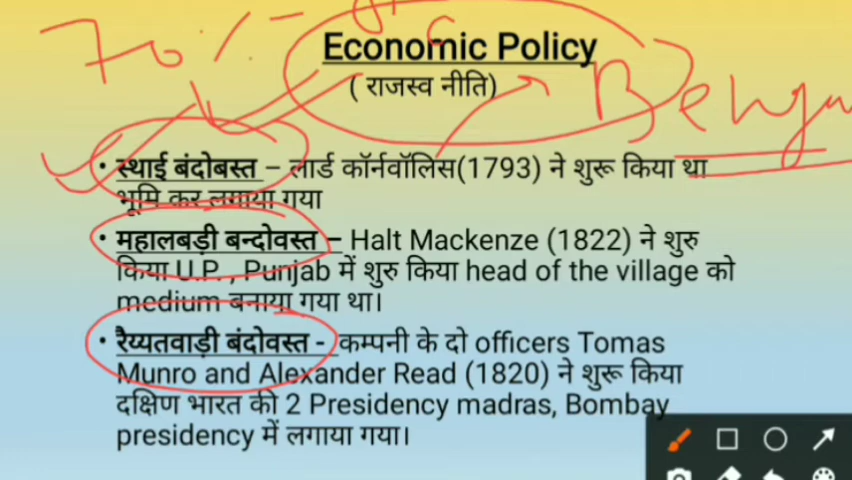 70%-
Economic Policy
( राजस्व नीति)
Bengal
• स्थाई बंदोबस्त – लार्ड कॉर्नवॉलिस(1793) ने शुरू किया था
भूमि कर लगाया गया
• महालबड़ी बन्दोवस्त – Halt Mackenze (1822) ने शुरु
किया U.P. , Punjab में शुरु किया head of the village को
medium बनाया गया था।
• रैय्यतवाड़ी बंदोवस्त - कम्पनी के दो officers Tomas
Munro and Alexander Read (1820) ने शुरू किया
दक्षिण भारत की 2 Presidency madras, Bombay
presidency में लगाया गया।